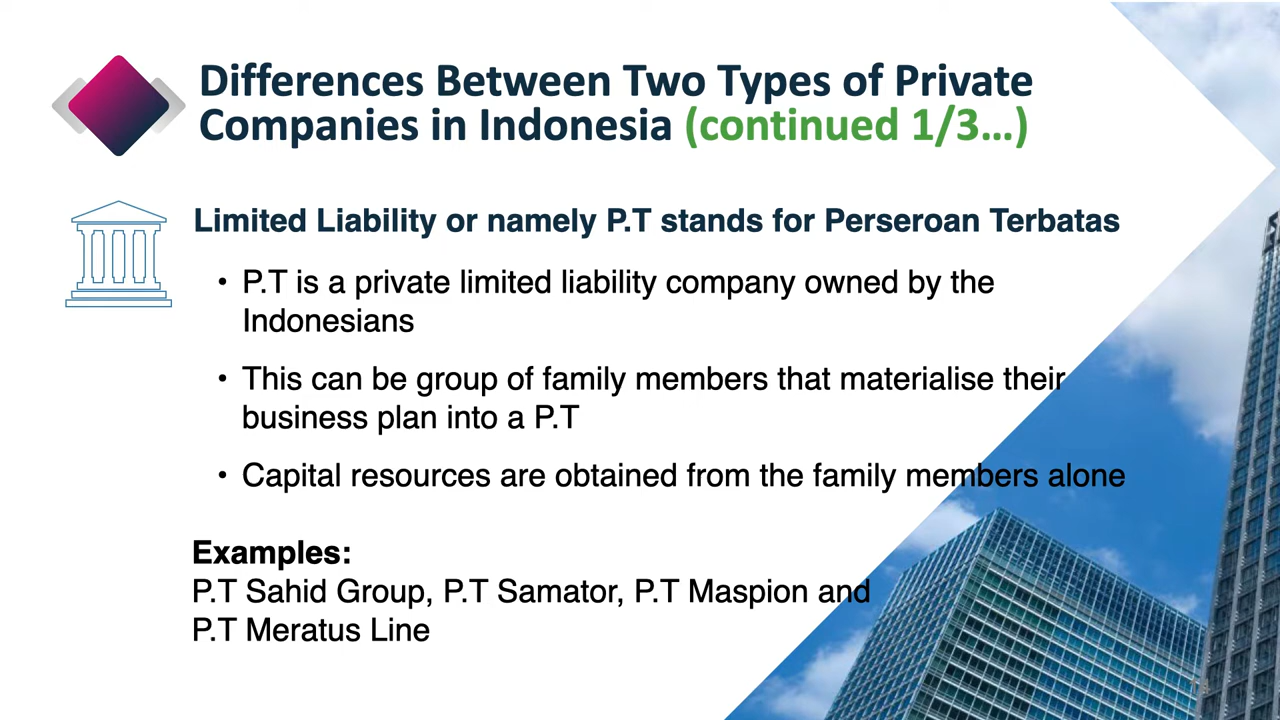 Differences Between Two Types of Private
Companies in Indonesia (continued 1/3...)
Limited Liability or namely P.T stands for Perseroan Terbatas
• P.T is a private limited liability company owned by the
Indonesians
• This can be group of family members that materialise their
business plan into a P.T
• Capital resources are obtained from the family members alone
Examples:
P.T Sahid Group, P.T Samator, P.T Maspion and
P.T Meratus Line